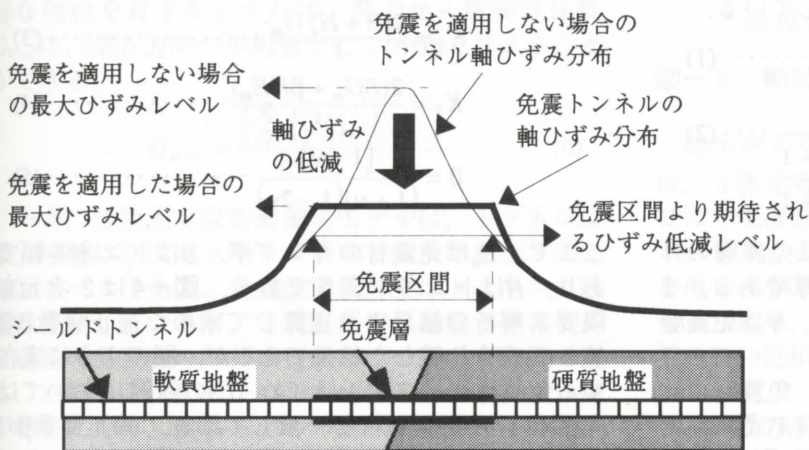 免震を適用しない場合の
トンネル軸ひずみ分布
免震を適用しない場合
の最大ひずみレベル
軸ひずみ
の低減
免震トンネルの
軸ひずみ分布
免震を適用した場合の
最大ひずみレベル
免震区間より期待され
るひずみ低減レベル
免震区間
シールドトンネル
免震層
軟質地盤
硬質地盤